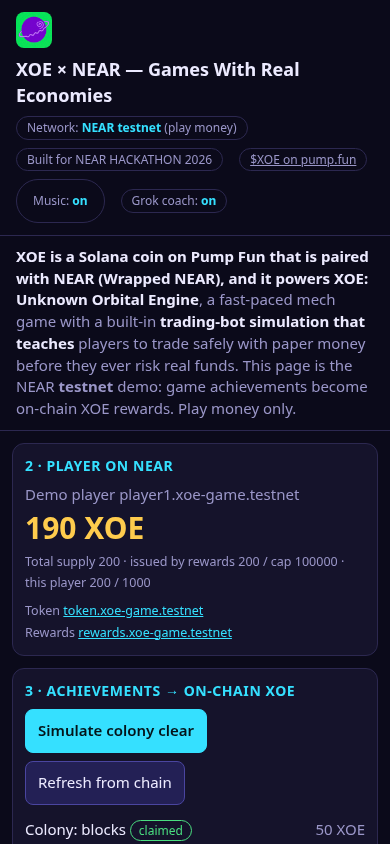 XOE × NEAR — Games With Real
Economies
Network: NEAR testnet (play money)
Built for NEAR HACKATHON 2026 $XOE on pump.fun
Music: on Grok coach: on
XOE is a Solana coin on Pump Fun that is paired
with NEAR (Wrapped NEAR), and it powers XOE:
Unknown Orbital Engine, a fast-paced mech
game with a built-in trading-bot simulation that
teaches players to trade safely with paper money
before they ever risk real funds. This page is the
NEAR testnet demo: game achievements become
on-chain XOE rewards. Play money only.
2 · PLAYER ON NEAR
Demo player player1.xoe-game.testnet
190 XOE
Total supply 200 · issued by rewards 200 / cap 100000 ·
this player 200 / 1000
Token token.xoe-game.testnet
Rewards rewards.xoe-game.testnet
3 · ACHIEVEMENTS → ON-CHAIN XOE
Simulate colony clear
Refresh from chain
Colony: blocks claimed 50 XOE